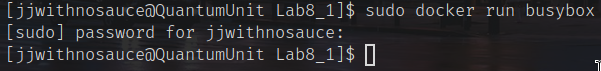 [jjwithnosauce@QuantumUnit Lab8_1]$ sudo docker run busybox
[sudo] password for jjwithnosauce:
[jjwithnosauce@QuantumUnit Lab8_1]$